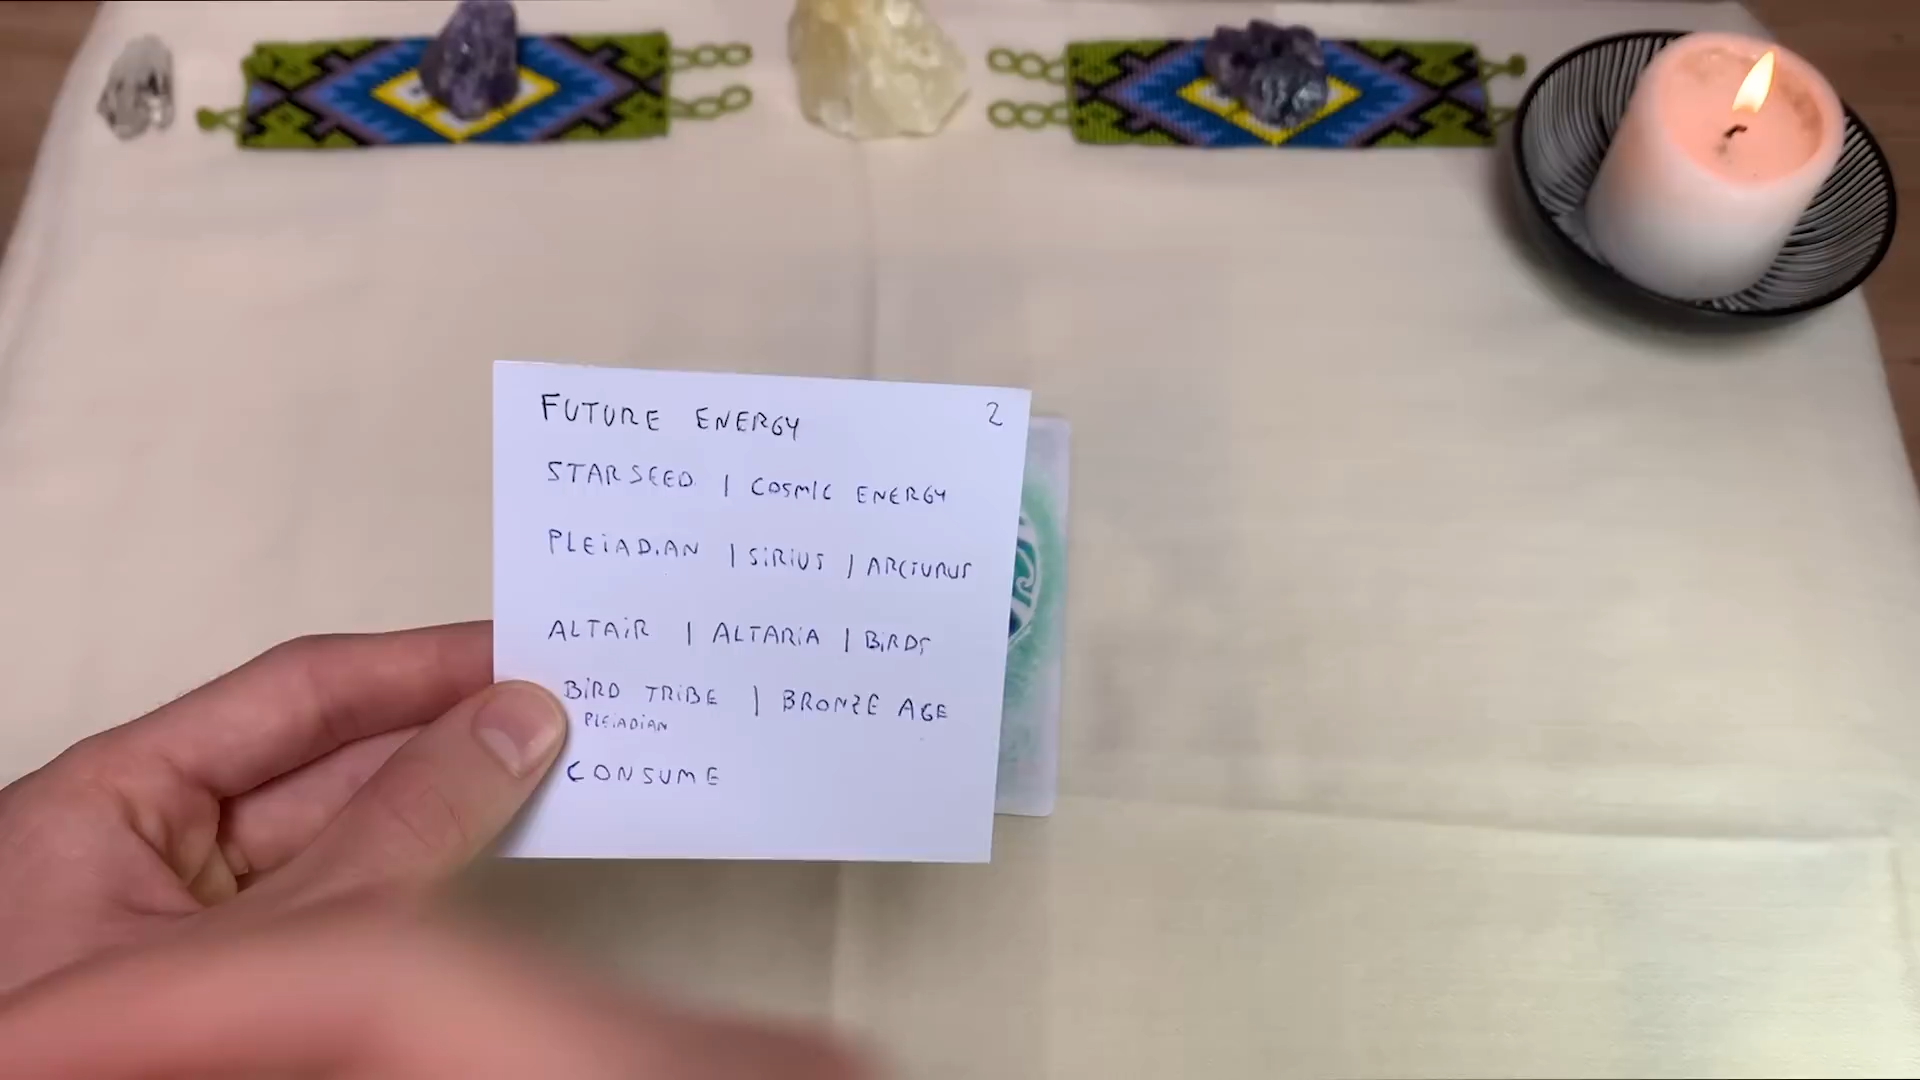 FUTURE ENERGY 2
STARSEED | COSMIC ENERGY
PLEIADIAN | SIRIUS | ARCTURUS
ALTAIR | ALTARIA | BIRDS
BIRD TRIBE | BRONZE AGE
PLEIADIAN
CONSUME